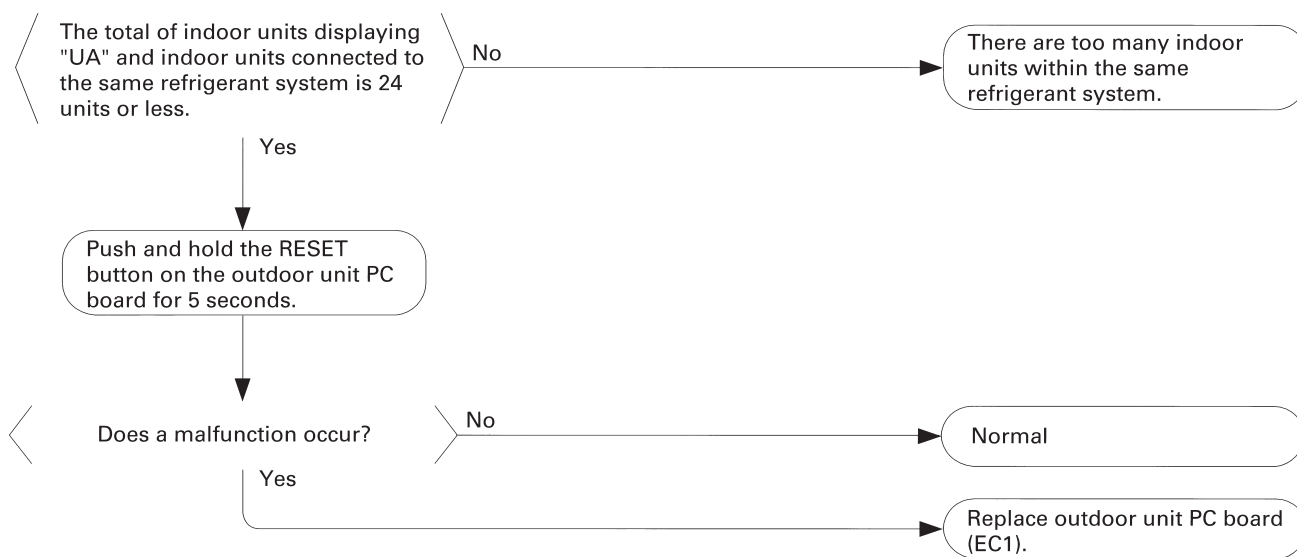 The total of indoor units displaying
"UA" and indoor units connected to
the same refrigerant system is 24
units or less.
No
There are too many indoor
units within the same
refrigerant system.
Yes
Push and hold the RESET
button on the outdoor unit PC
board for 5 seconds.
Does a malfunction occur?
No
Normal
Yes
Replace outdoor unit PC board
(EC1).